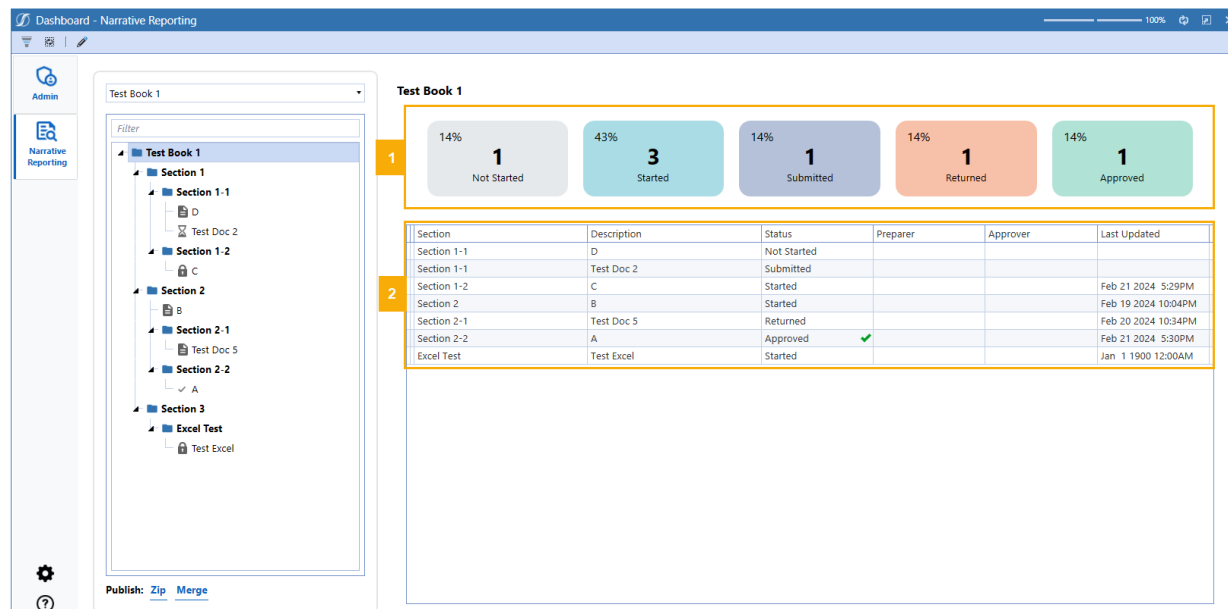 Dashboard - Narrative Reporting
100%
Admin
Narrative
Reporting
Test Book 1
Filter
Test Book 1
Section 1
Section 1-1
D
Test Doc 2
Section 1-2
C
Section 2
B
Section 2-1
Test Doc 5
Section 2-2
A
Section 3
Excel Test
Test Excel
Publish: Zip Merge
Test Book 1
1
14%
1
Not Started
43%
3
Started
14%
1
Submitted
14%
1
Returned
14%
1
Approved
2
Section Description Status Preparer Approver Last Updated
Section 1-1 D Not Started
Section 1-1 Test Doc 2 Submitted
Section 1-2 C Started Feb 21 2024 5:29PM
Section 2 B Started Feb 19 2024 10:04PM
Section 2-1 Test Doc 5 Returned Feb 20 2024 10:34PM
Section 2-2 A Approved Feb 21 2024 5:30PM
Excel Test Test Excel Started Jan 1 1900 12:00AM